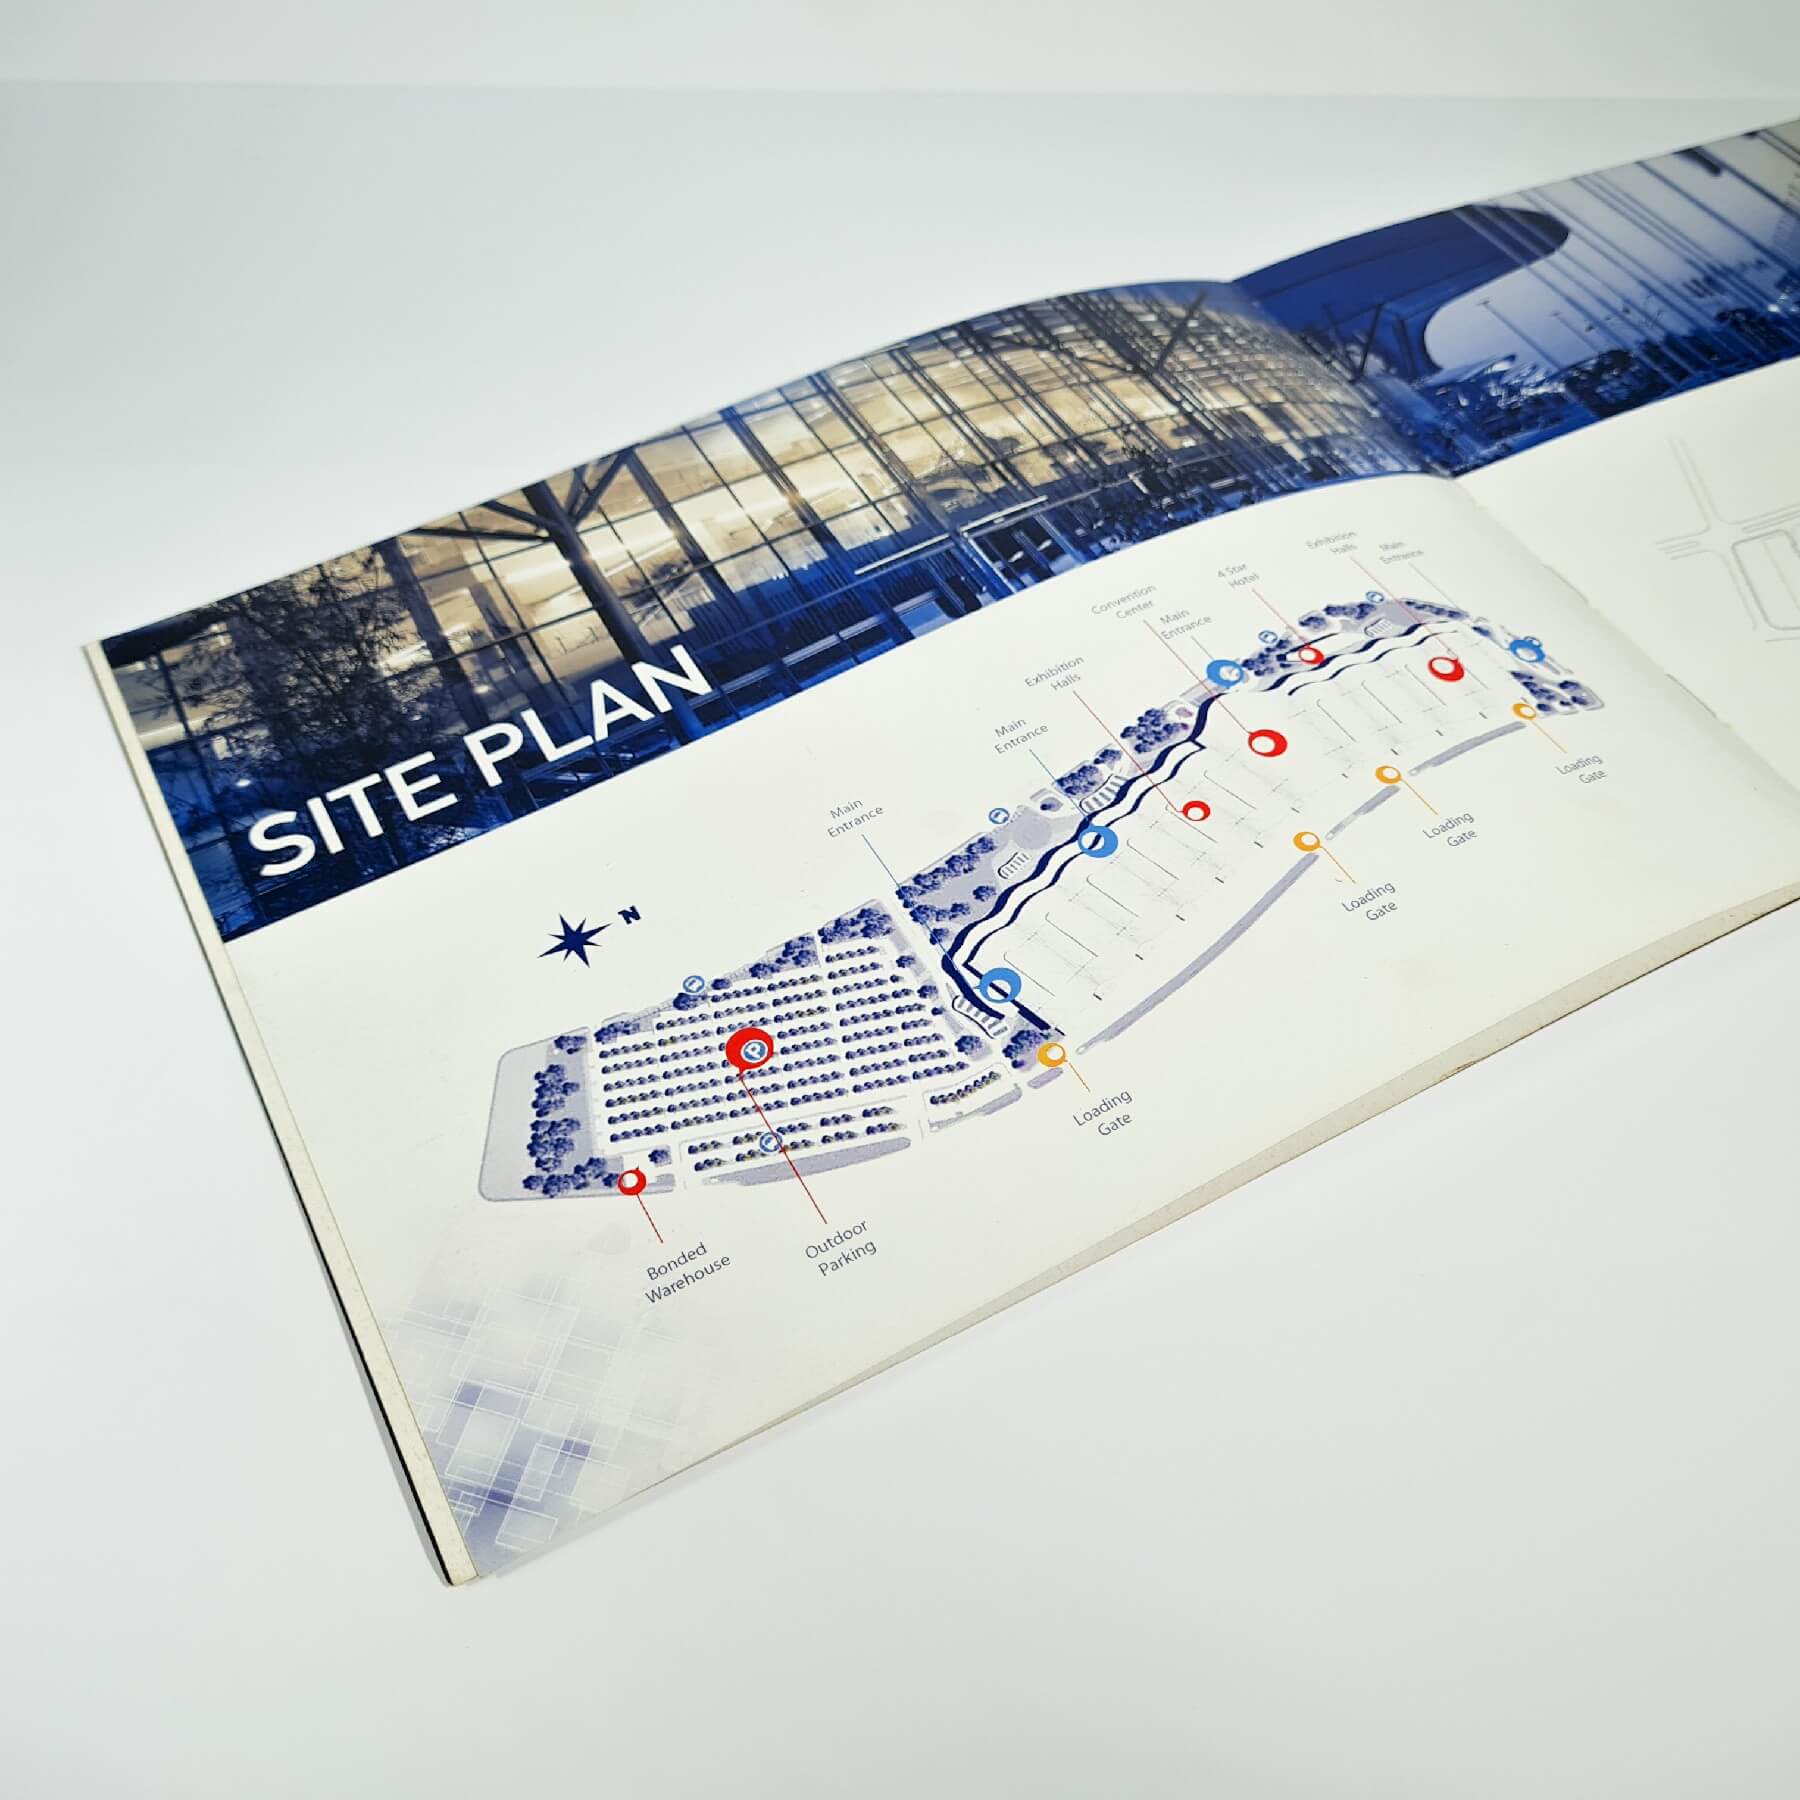 SITE PLAN
N
Main
Entrance
Main
Entrance
Exhibition
Halls
Convention
Center
Main
Entrance
4 Star
Hotel
Exhibition
Halls
Main
Entrance
Loading
Gate
Loading
Gate
Loading
Gate
Loading
Gate
P
Outdoor
Parking
Bonded
Warehouse